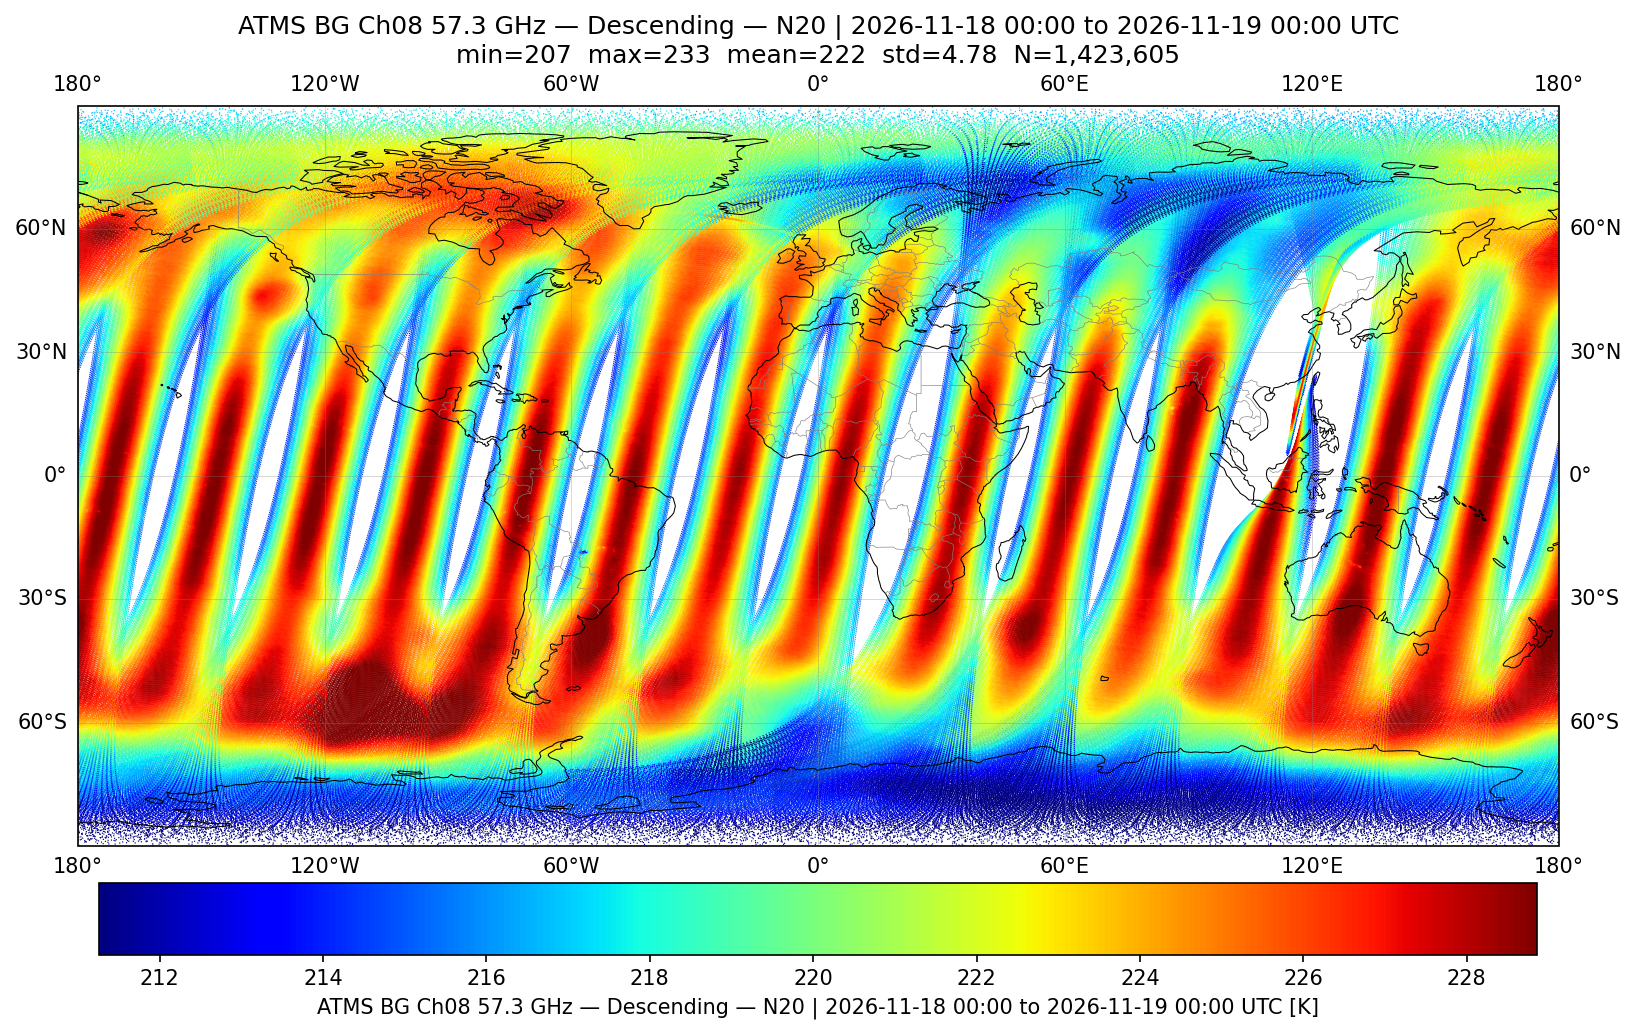 ATMS BG Ch08 57.3 GHz — Descending — N20 | 2026-11-18 00:00 to 2026-11-19 00:00 UTC
min=207  max=233  mean=222  std=4.78  N=1,423,605
180° 120°W 60°W 0° 60°E 120°E 180°
60°N 60°N
30°N 30°N
0° 0°
30°S 30°S
60°S 60°S
180° 120°W 60°W 0° 60°E 120°E 180°
212 214 216 218 220 222 224 226 228
ATMS BG Ch08 57.3 GHz — Descending — N20 | 2026-11-18 00:00 to 2026-11-19 00:00 UTC [K]